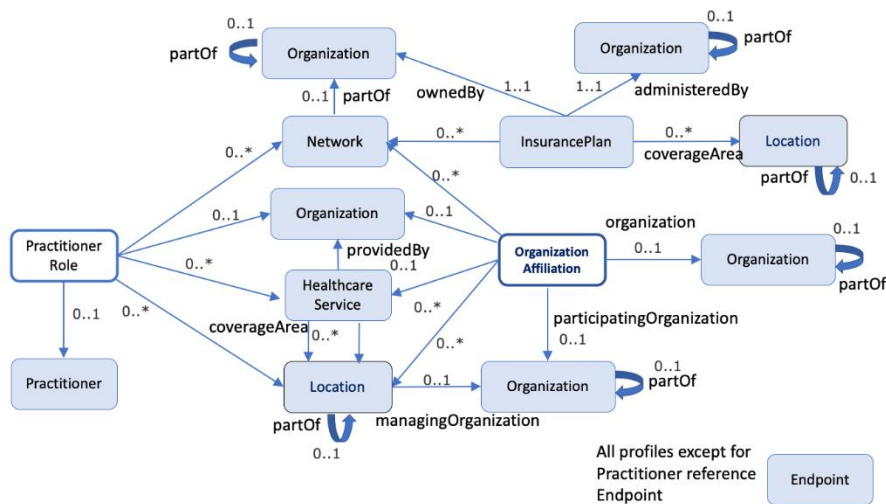 0..1
partOf
Organization
0..1
partOf
Organization
0..1
partOf
ownedBy
1..1
1..1
administeredBy
0..*
Network
0..*
InsurancePlan
0..*
coverageArea
Location
partOf
0..1
0..*
0..1
Organization
0..1
providedBy
0..1
organization
0..1
Organization
0..1
partOf
Practitioner
Role
Organization
Affiliation
0..*
Healthcare
Service
0..1
0..*
coverageArea
0..*
0..*
0..*
participatingOrganization
0..1
Practitioner
Location
0..1
managingOrganization
Organization
0..1
partOf
partOf
0..1
All profiles except for
Practitioner reference
Endpoint
Endpoint